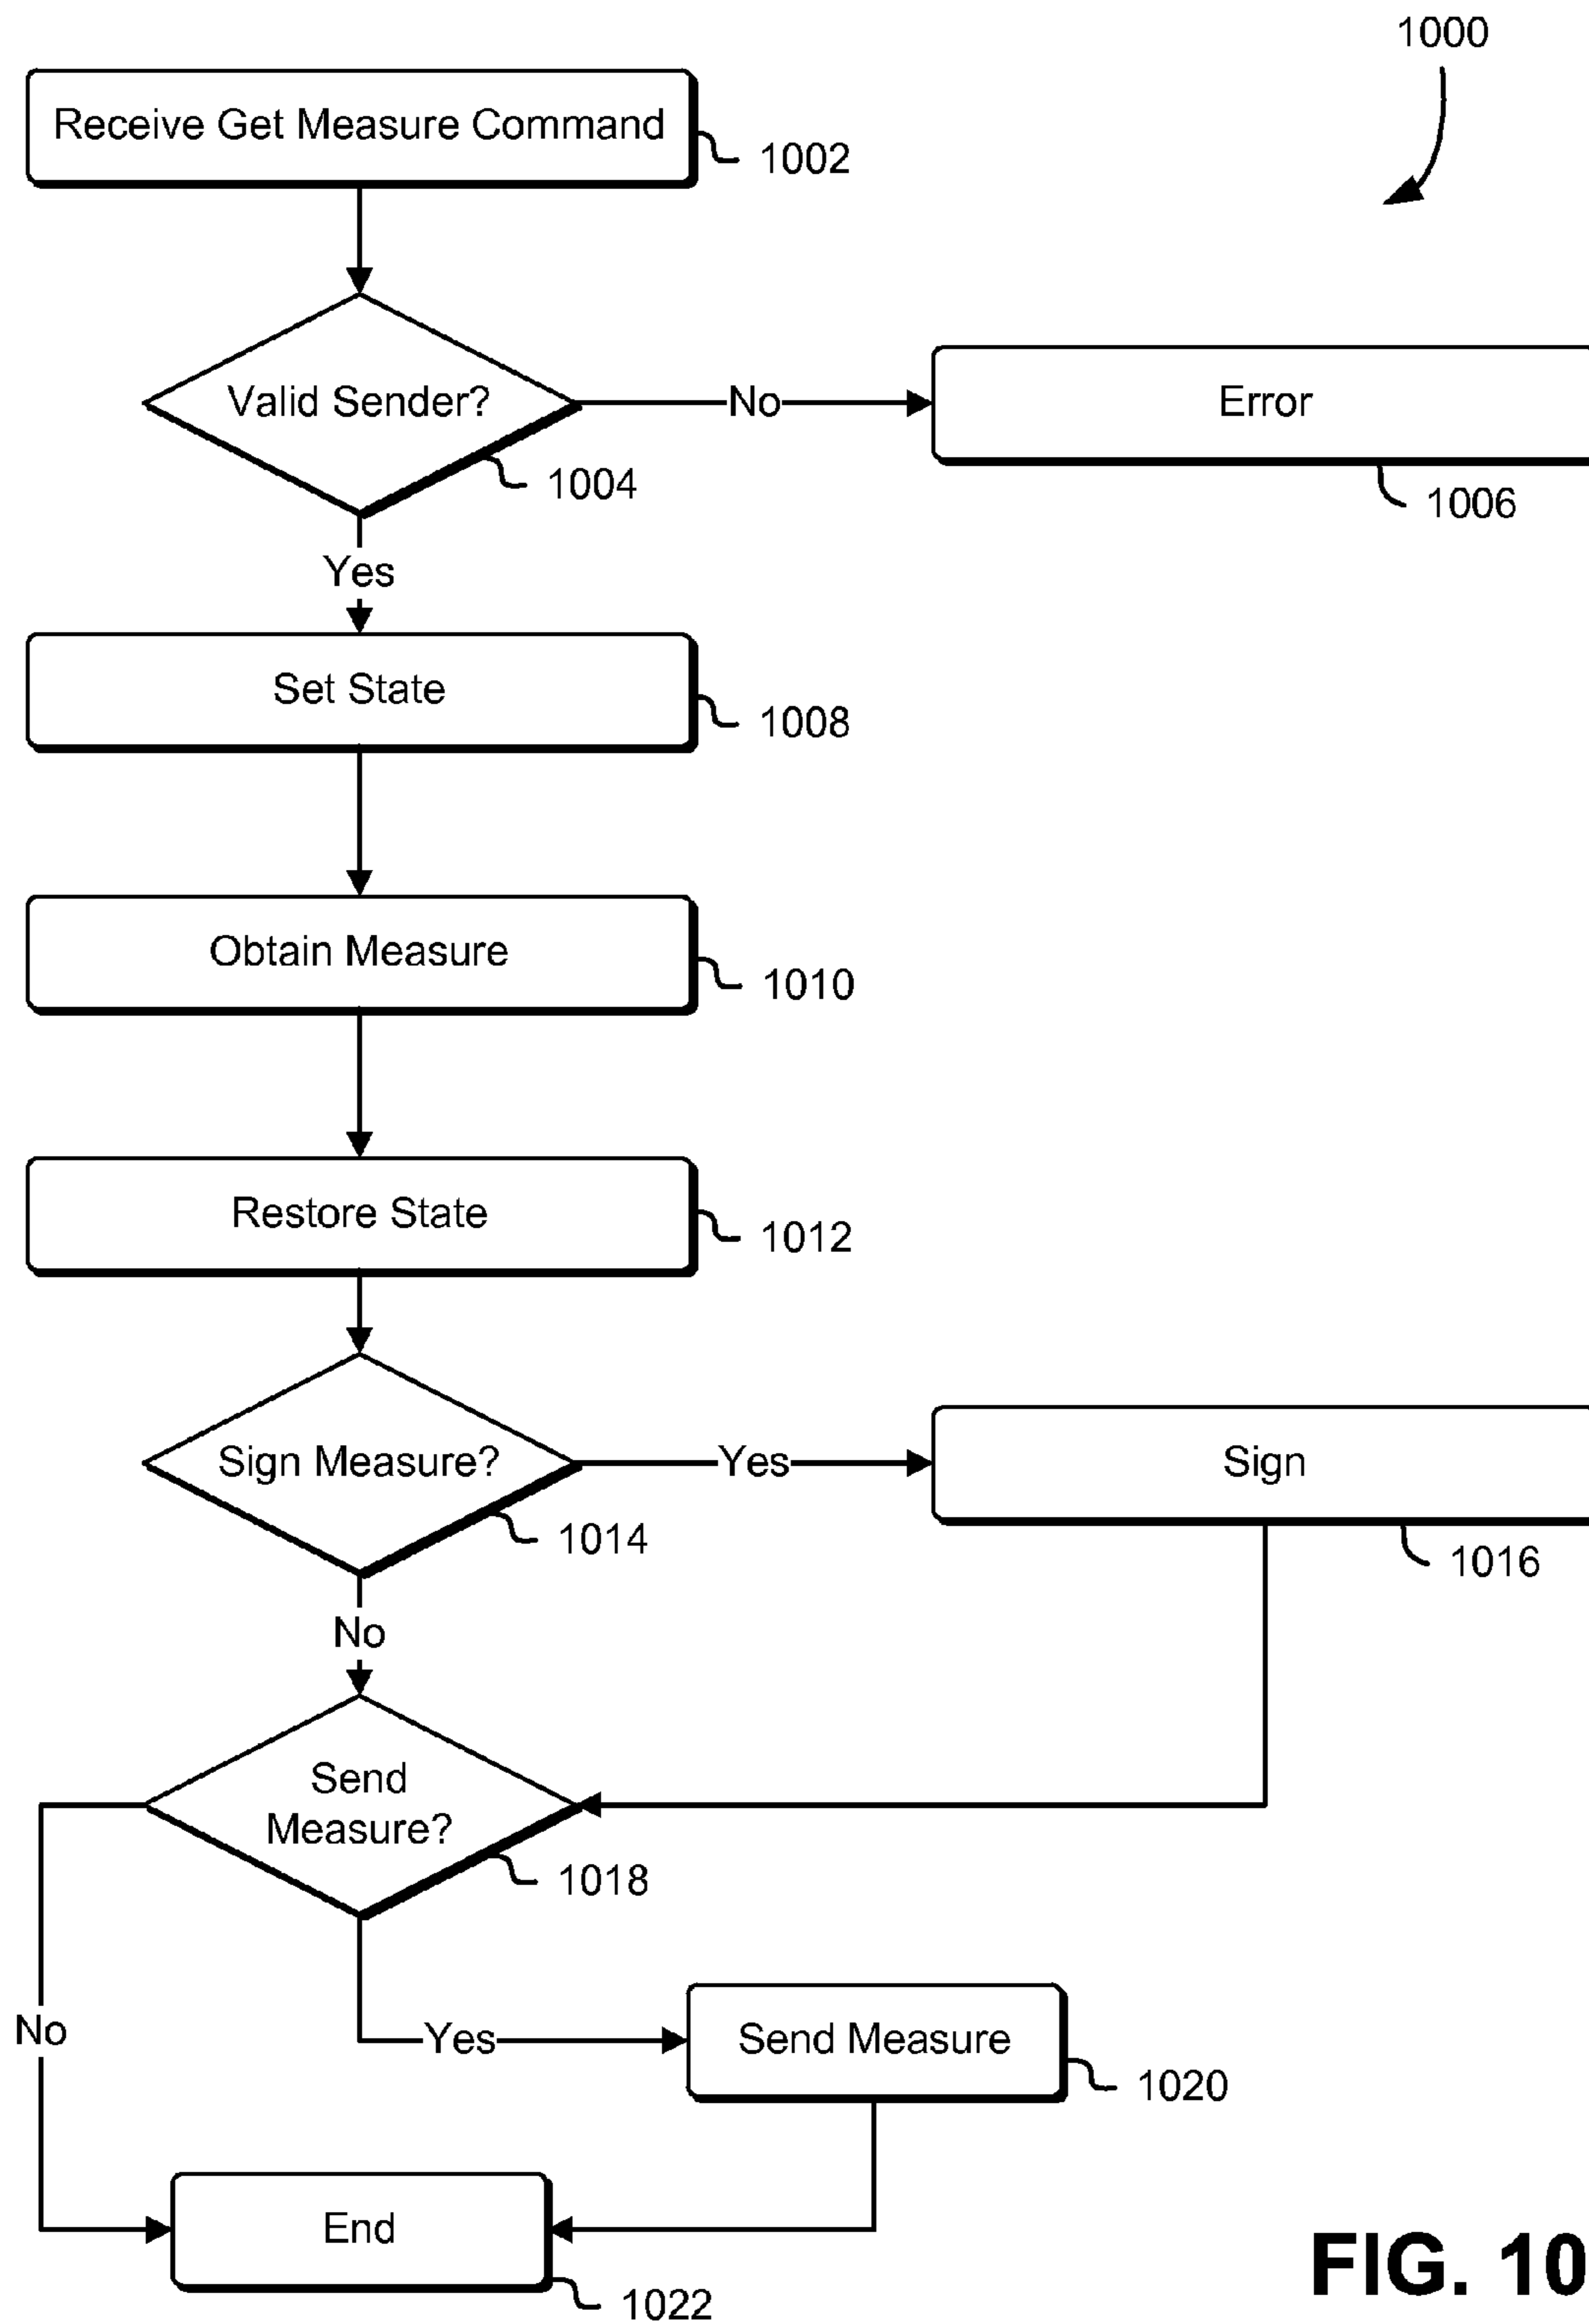 1000
Receive Get Measure Command
1002
Valid Sender?
No
Error
1004
1006
Yes
Set State
1008
Obtain Measure
1010
Restore State
1012
Sign Measure?
Yes
Sign
1014
1016
No
Send
Measure?
1018
No
Yes
Send Measure
1020
End
1022
FIG. 10